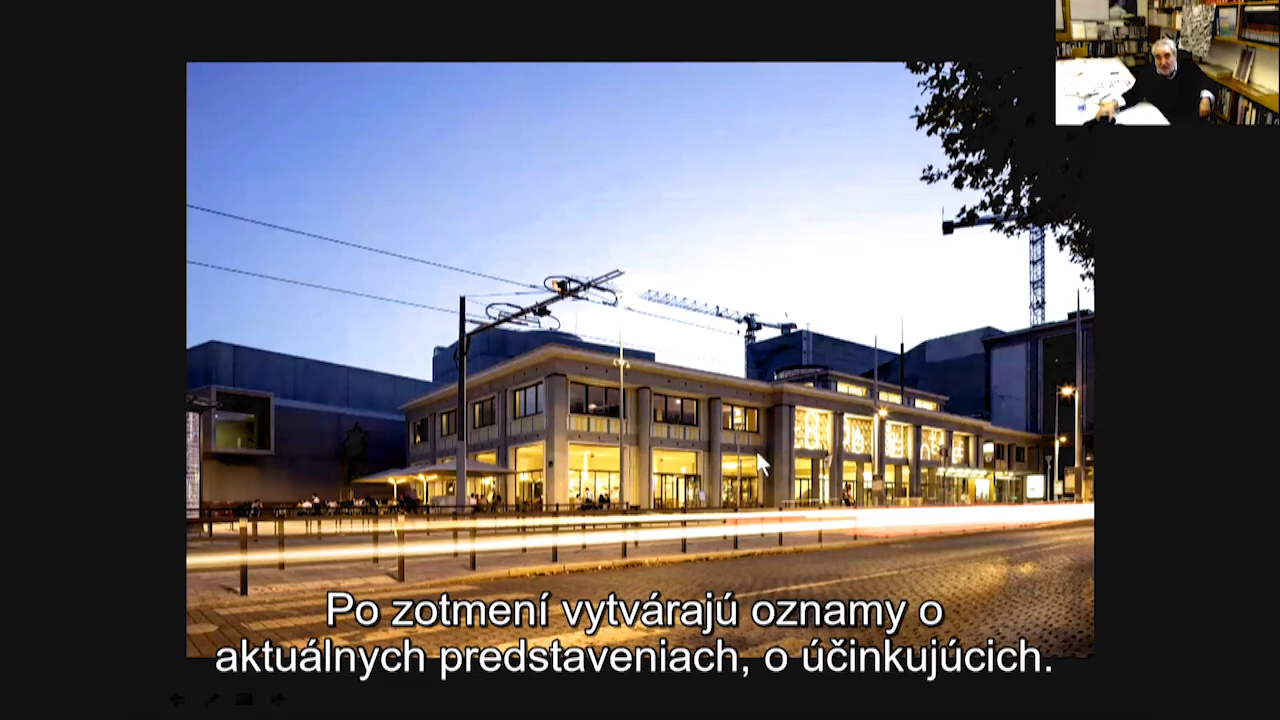 Po zotmení vytvárajú oznamy o
aktuálnych predstaveniach, o účinkujúcich.